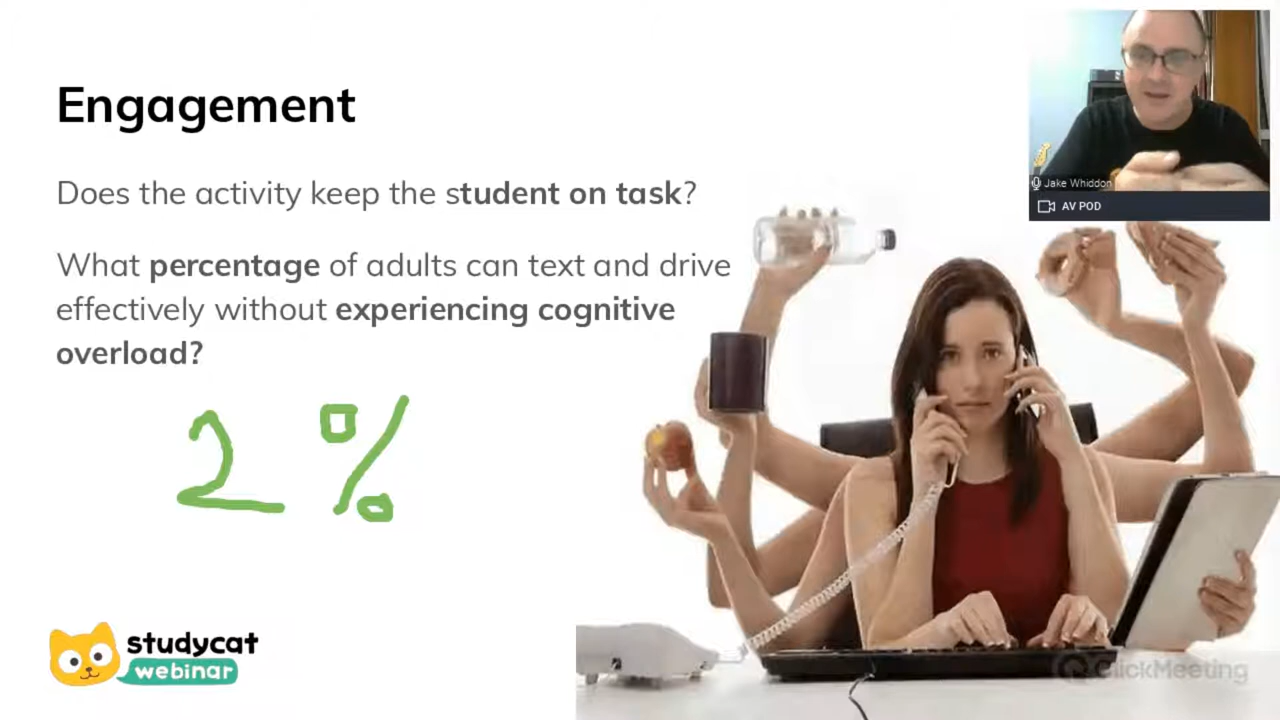 Engagement
Does the activity keep the student on task?
What percentage of adults can text and drive
effectively without experiencing cognitive
overload?
2 %
Jake Whiddon
AV POD
studycat
webinar
ClickMeeting